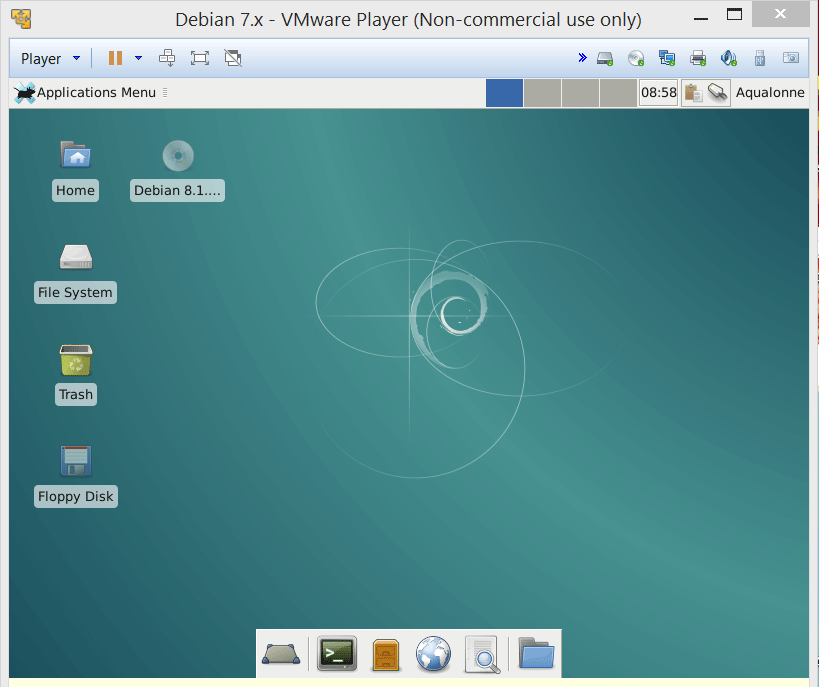 Debian 7.x - VMware Player (Non-commercial use only)
Player
Applications Menu
08:58
Aqualonne
Home
Debian 8.1....
File System
Trash
Floppy Disk
>_